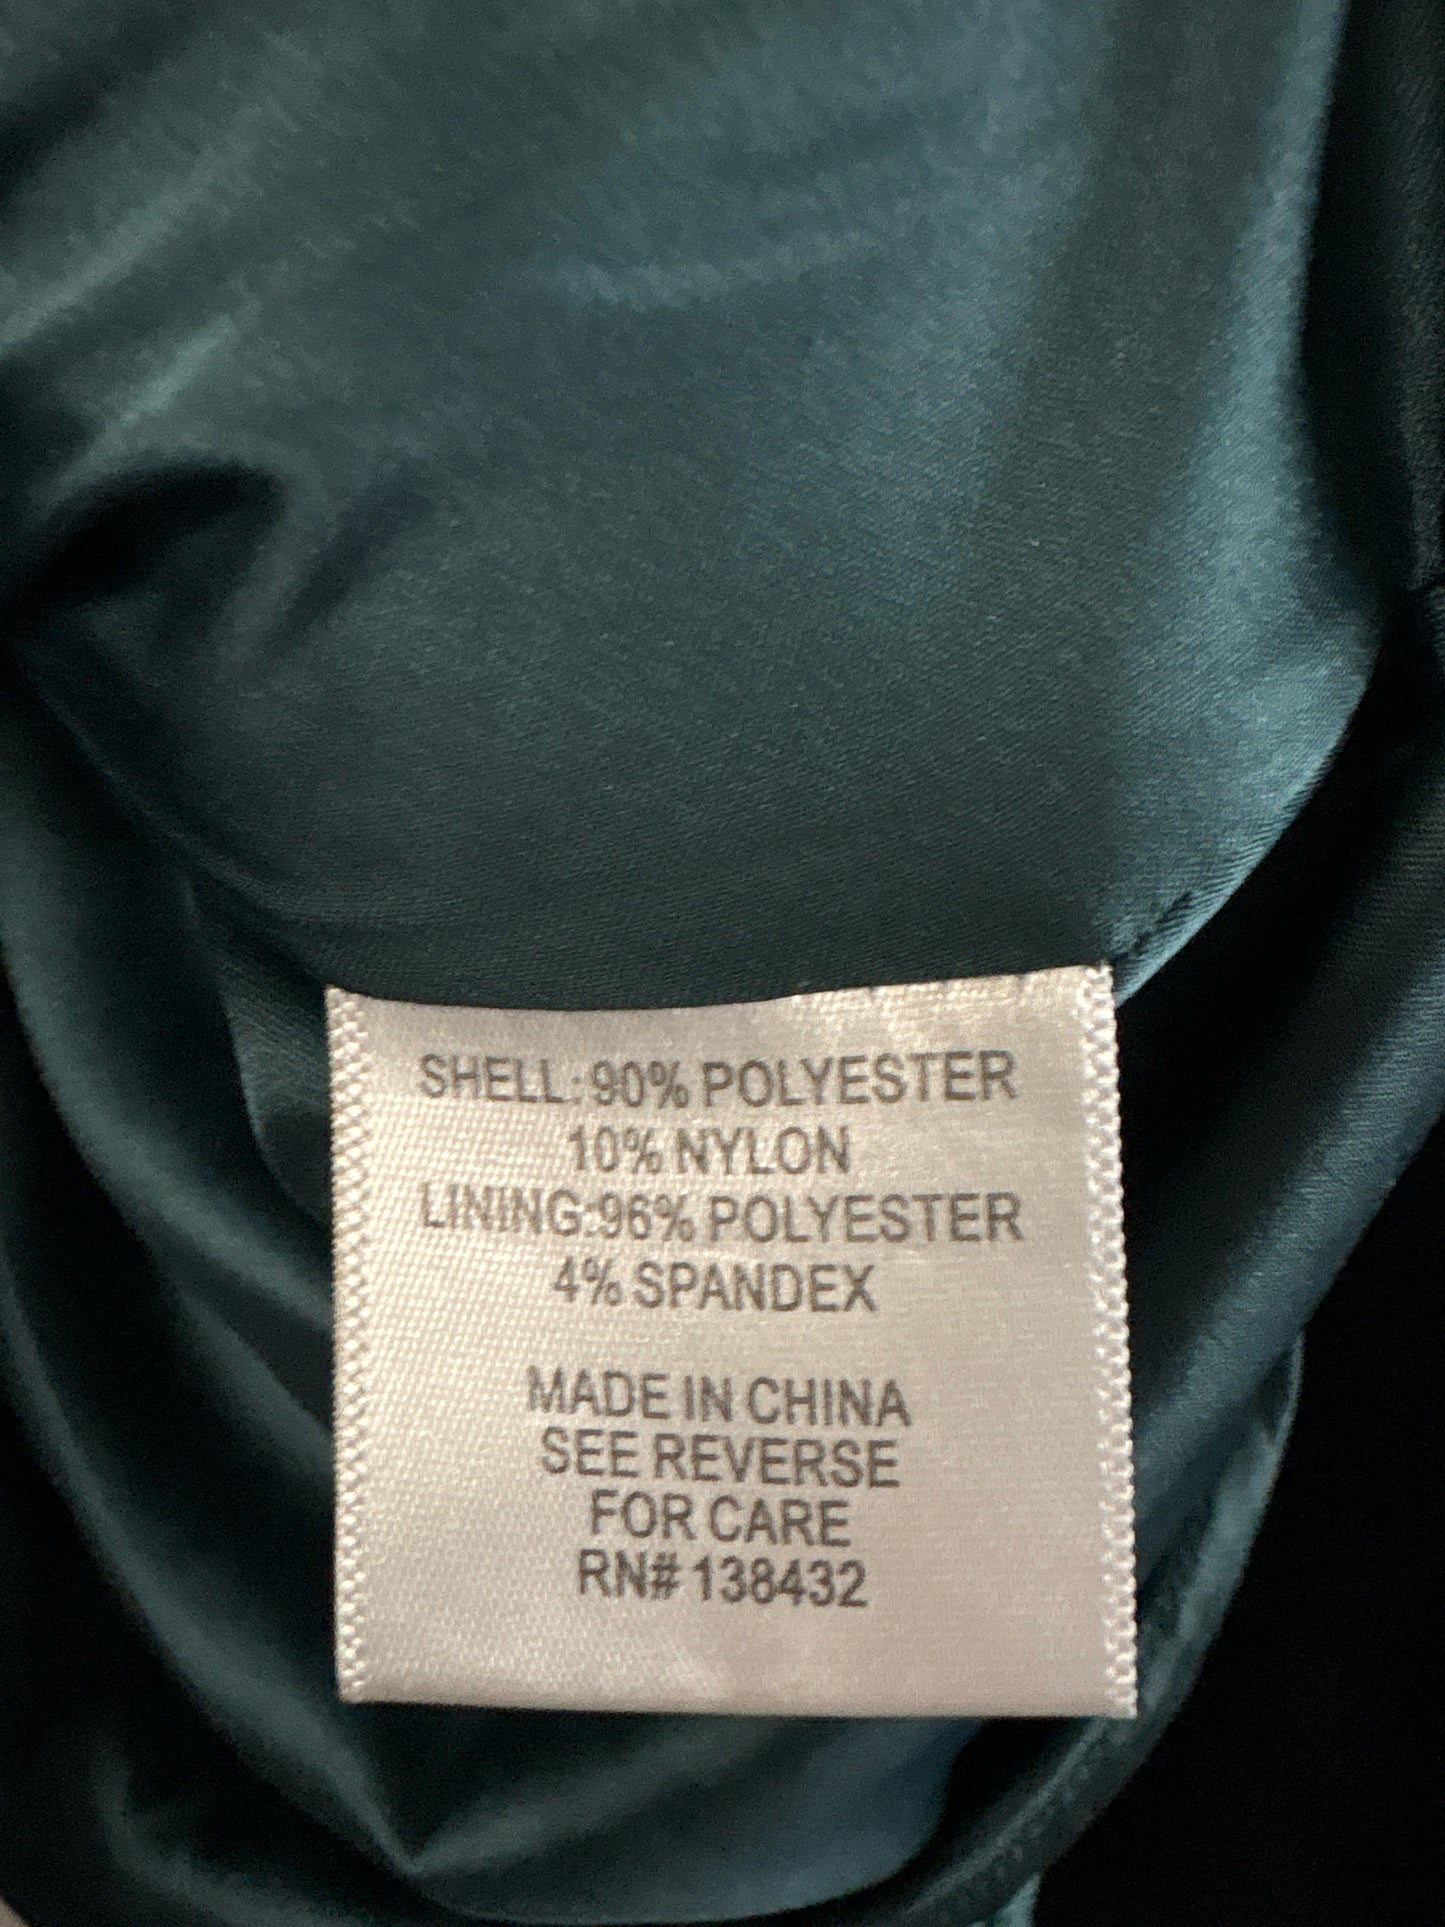 SHELL: 90% POLYESTER
10% NYLON
LINING:96% POLYESTER
4% SPANDEX
MADE IN CHINA
SEE REVERSE
FOR CARE
RN# 138432